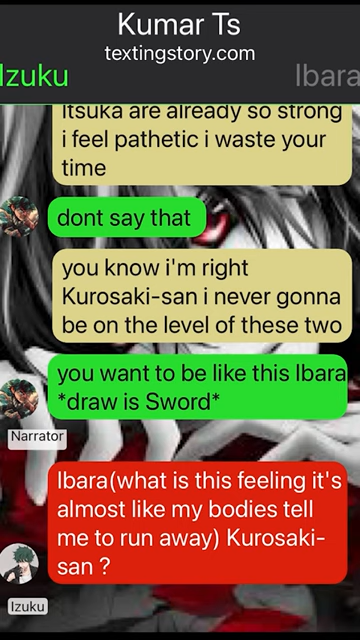 Kumar Ts
textingstory.com
Izuku
Ibara
Itsuka are already so strong
i feel pathetic i waste your
time
dont say that
you know i'm right
Kurosaki-san i never gonna
be on the level of these two
you want to be like this Ibara
*draw is Sword*
Narrator
Ibara(what is this feeling it's
almost like my bodies tell
me to run away) Kurosaki-
san ?
Izuku